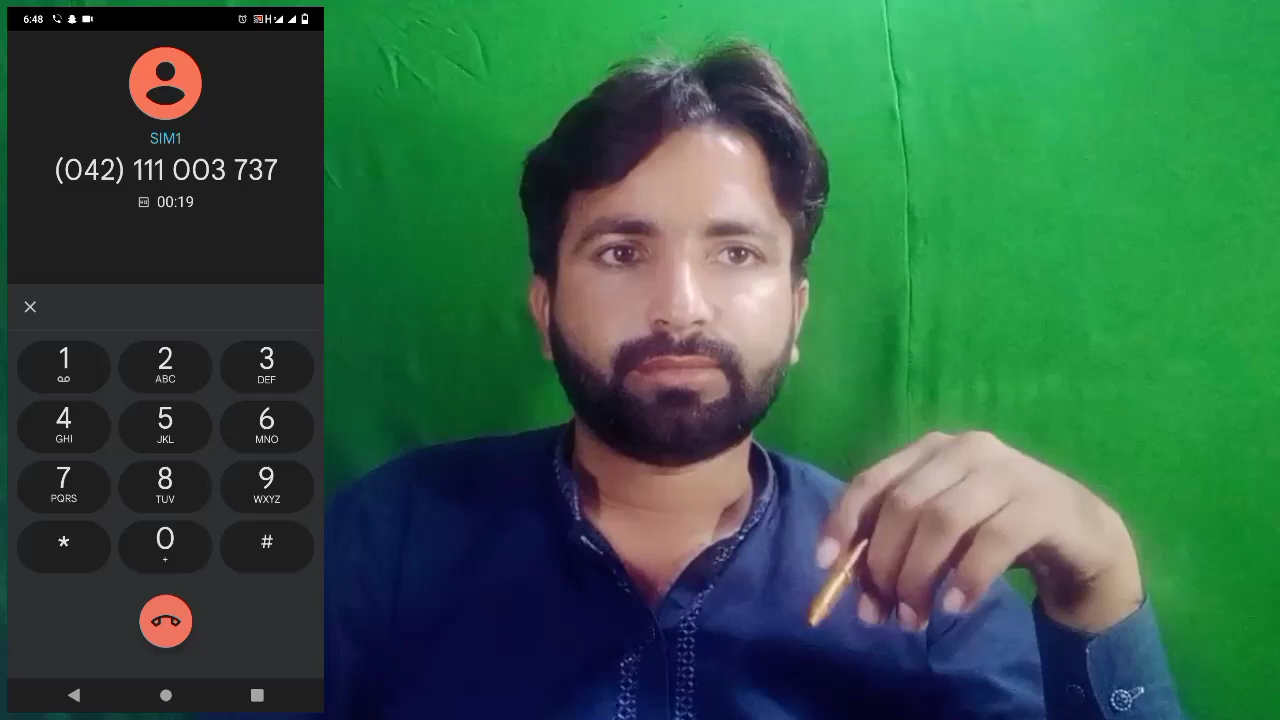 6:48
SIM1
(042) 111 003 737
00:19
1
2
ABC
3
DEF
4
GHI
5
JKL
6
MNO
7
PQRS
8
TUV
9
WXYZ
*
0
+
#